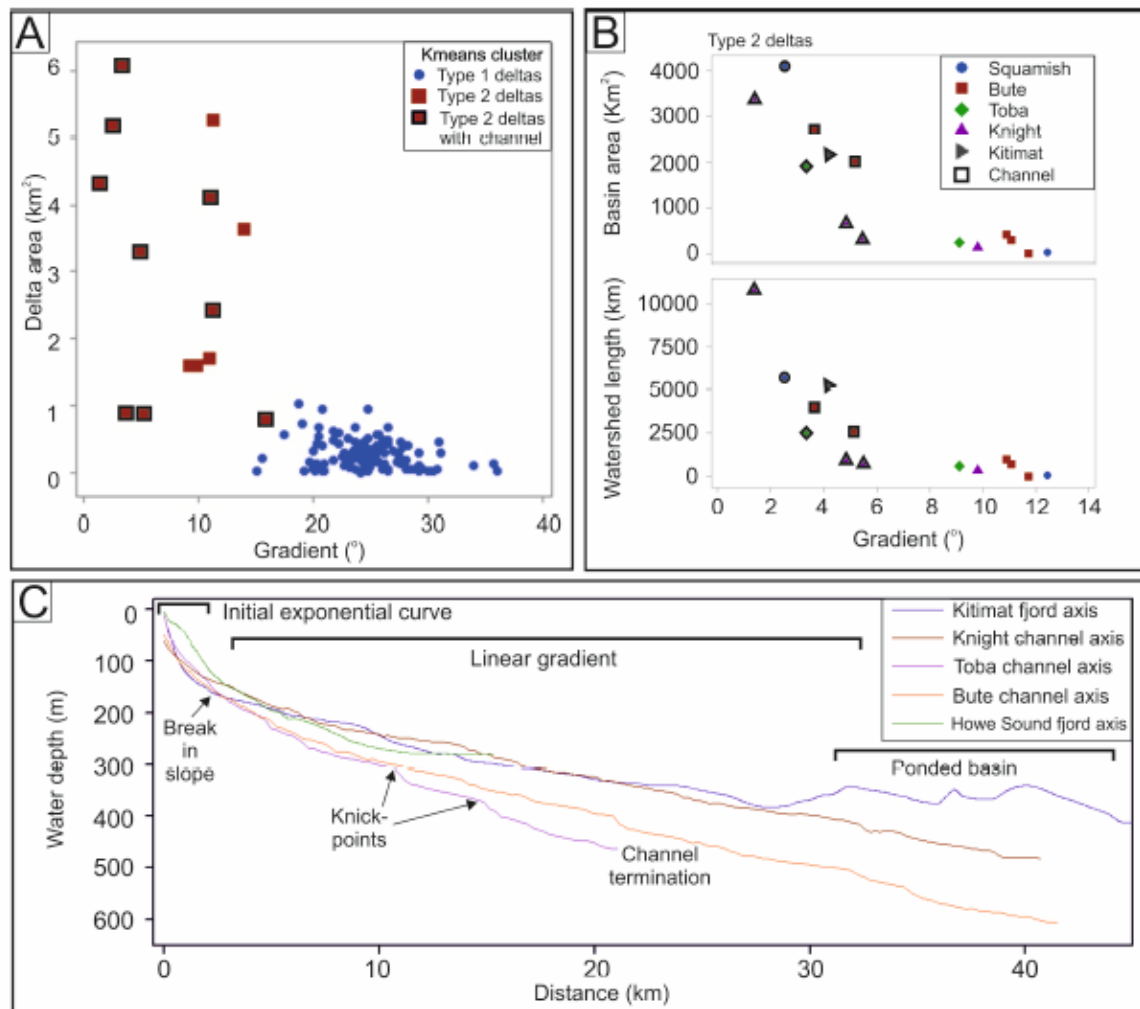 A
Kmeans cluster
Type 1 deltas
Type 2 deltas
Type 2 deltas
with channel
6
5
4
3
2
1
0
Delta area (km²)
0 10 20 30 40
Gradient (°)
B
Type 2 deltas
Squamish
Bute
Toba
Knight
Kitimat
Channel
4000
3000
2000
1000
0
Basin area (Km²)
10000
7500
5000
2500
0
Watershed length (km)
0 2 4 6 8 10 12 14
Gradient (°)
C
Initial exponential curve
Linear gradient
Break
in
slope
Knick-
points
Channel
termination
Ponded basin
Kitimat fjord axis
Knight channel axis
Toba channel axis
Bute channel axis
Howe Sound fjord axis
0
100
200
300
400
500
600
Water depth (m)
0 10 20 30 40
Distance (km)